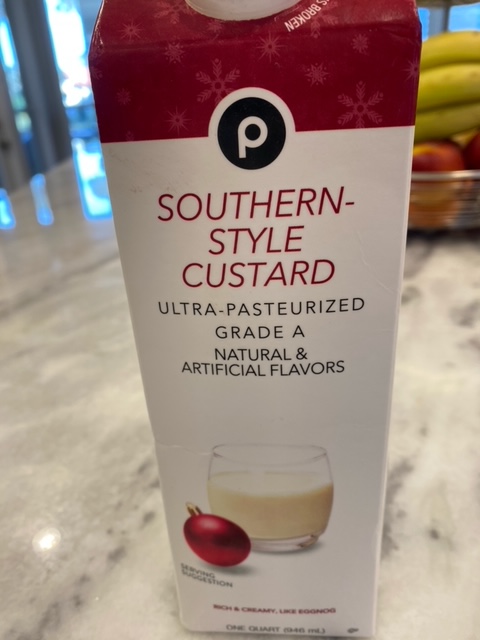 S BROKEN
p
SOUTHERN-
STYLE
CUSTARD
ULTRA-PASTEURIZED
GRADE A
NATURAL &
ARTIFICIAL FLAVORS
SERVING
SUGGESTION
RICH & CREAMY, LIKE EGGNOG
ONE QUART (946 mL)